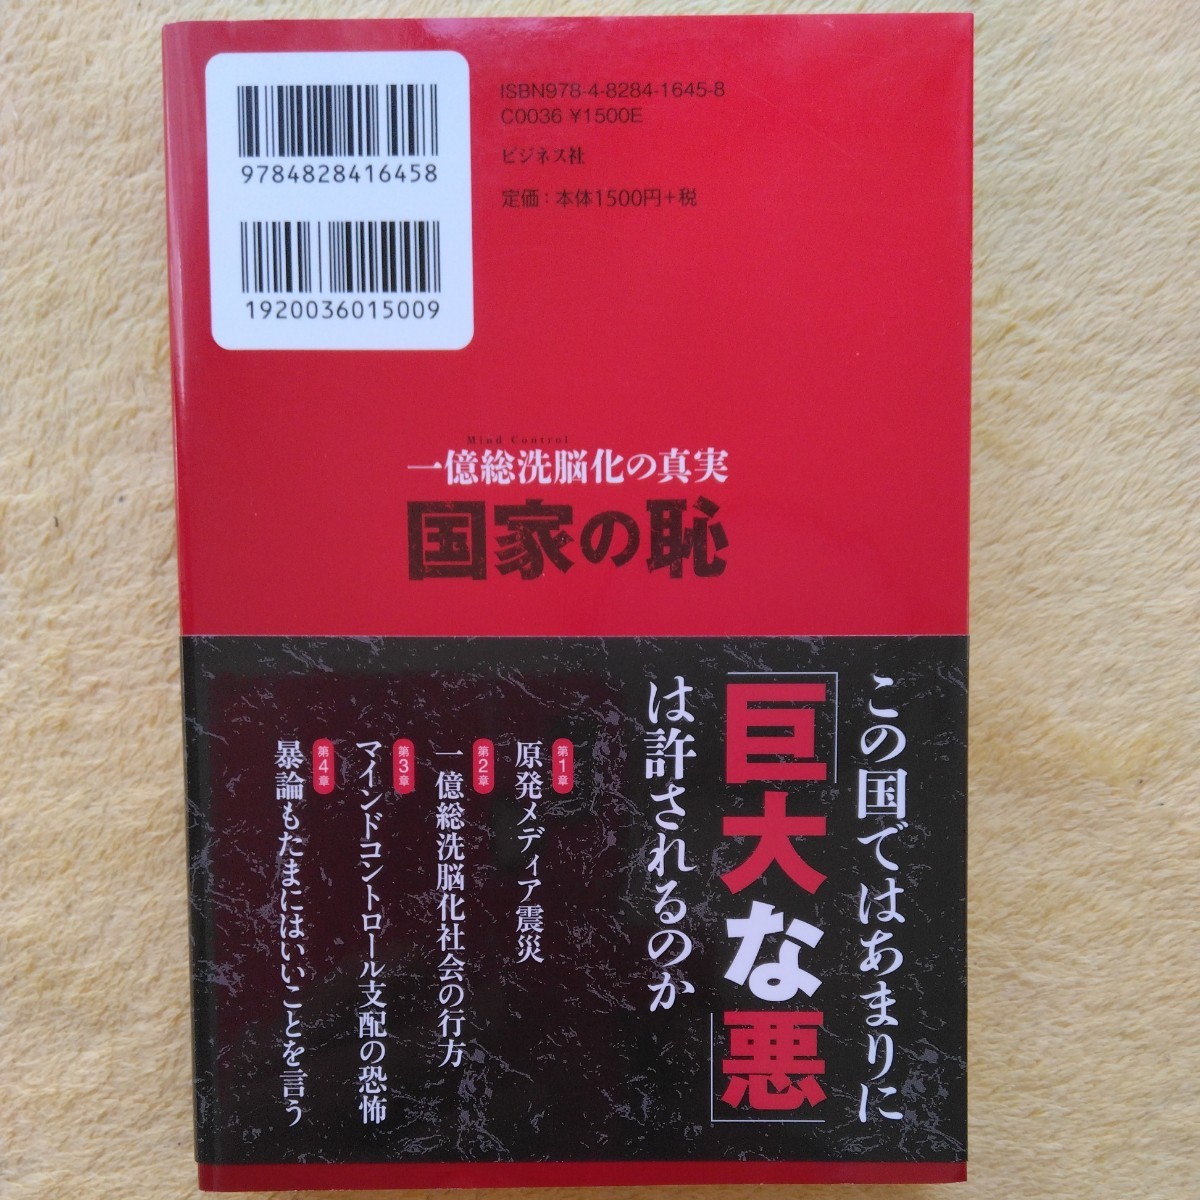 9784828416458
1920036015009
ISBN978-4-8284-1645-8
C0036 ¥1500E
ビジネス社
定価：本体1500円＋税
Mind Control
一億総洗脳化の真実
国家の恥
この国ではあまりに
「巨大な悪」
は許されるのか
第1章
原発メディア震災
第2章
一億総洗脳化社会の行方
第3章
マインドコントロール支配の恐怖
第4章
暴論もたまにはいいことを言う